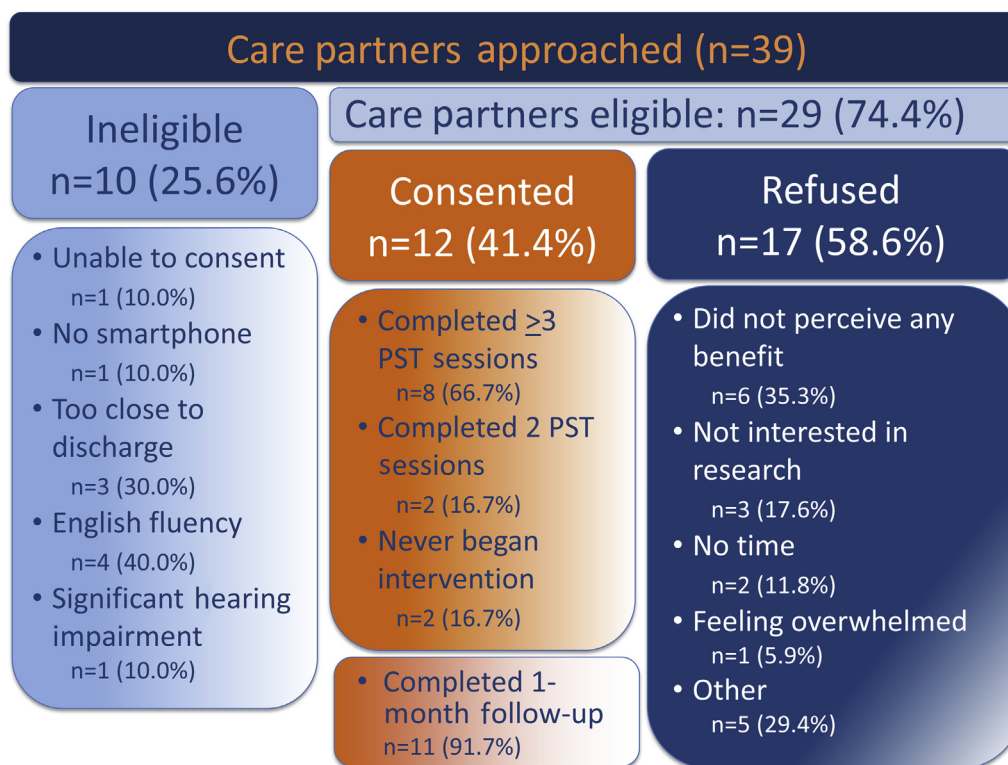 Care partners approached (n=39)
Ineligible
n=10 (25.6%)
• Unable to consent
n=1 (10.0%)
• No smartphone
n=1 (10.0%)
• Too close to
discharge
n=3 (30.0%)
• English fluency
n=4 (40.0%)
• Significant hearing
impairment
n=1 (10.0%)
Care partners eligible: n=29 (74.4%)
Consented
n=12 (41.4%)
• Completed ≥3
PST sessions
n=8 (66.7%)
• Completed 2 PST
sessions
n=2 (16.7%)
• Never began
intervention
n=2 (16.7%)
• Completed 1-
month follow-up
n=11 (91.7%)
Refused
n=17 (58.6%)
• Did not perceive any
benefit
n=6 (35.3%)
• Not interested in
research
n=3 (17.6%)
• No time
n=2 (11.8%)
• Feeling overwhelmed
n=1 (5.9%)
• Other
n=5 (29.4%)